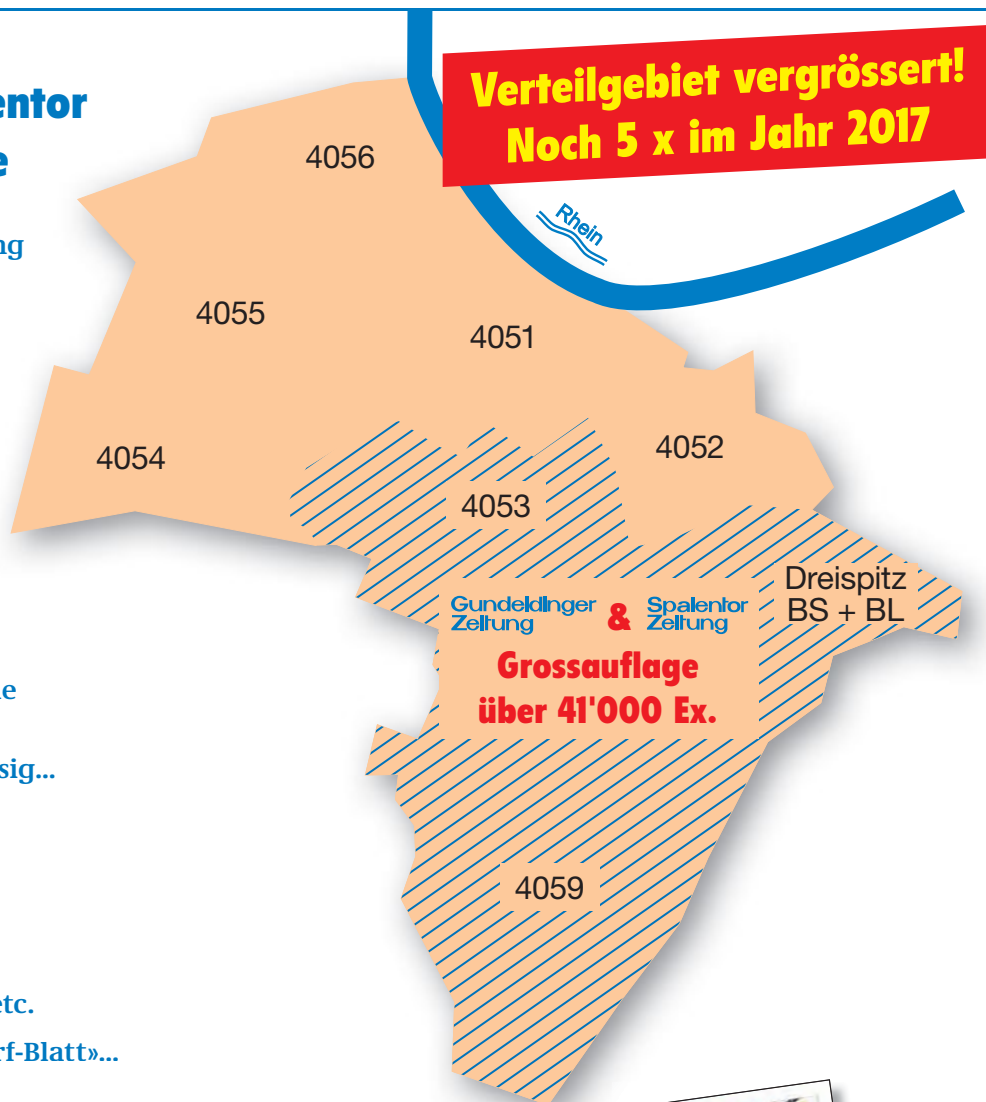 entor
e
ng
e
sig...
etc.
rf-Blatt»...
Verteilgebiet vergrössert!
Noch 5 x im Jahr 2017
Rhein
4056
4055
4051
4054
4052
4053
Dreispitz
BS + BL
Gundeldinger
Zeitung
&
Spalentor
Zeitung
Grossauflage
über 41'000 Ex.
4059